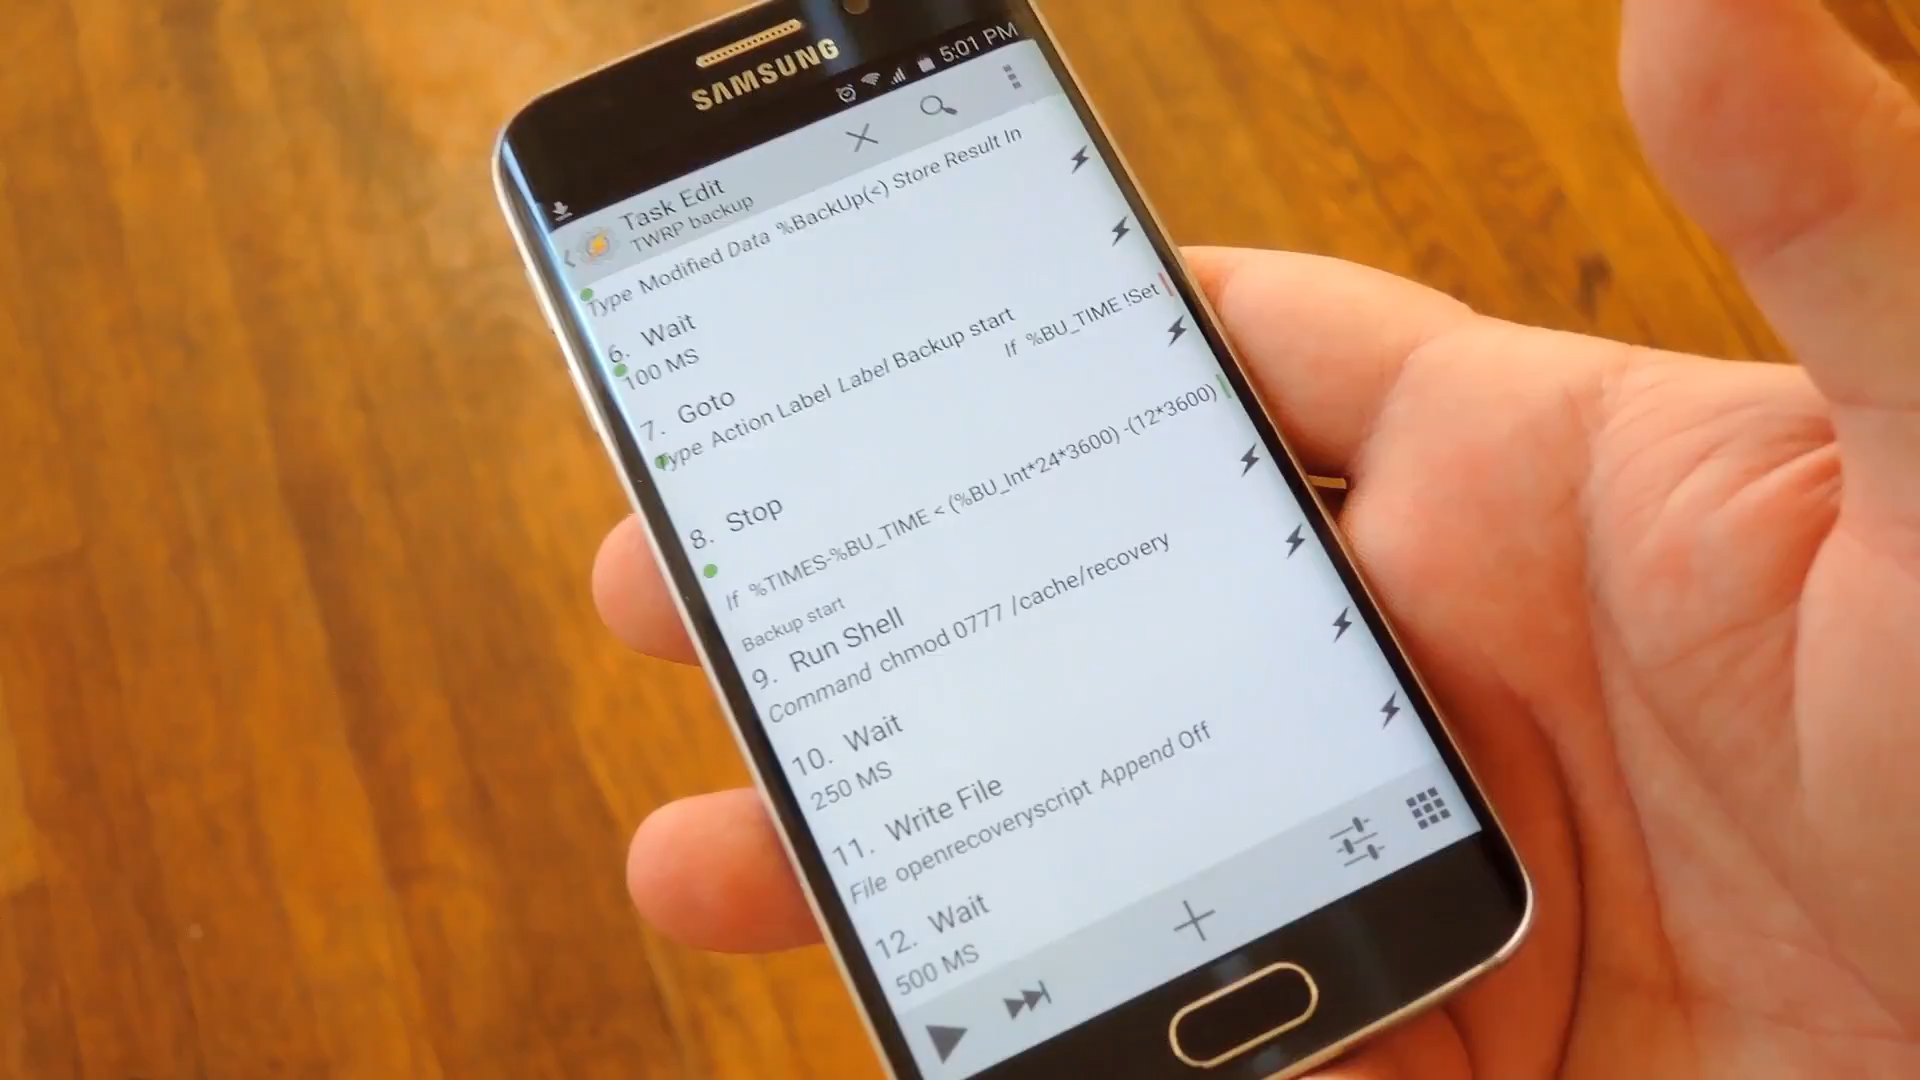 SAMSUNG
5:01 PM
Task Edit
TWRP backup
Type Modified Data %BackUp(<) Store Result In
6. Wait
100 MS
7. Goto
Type Action Label Label Backup start
If %BU_TIME !Set
8. Stop
If %TIMES-%BU_TIME < (%BU_Int*24*3600) -(12*3600)
Backup start
9. Run Shell
Command chmod 0777 /cache/recovery
10. Wait
250 MS
11. Write File
File openrecoveryscript Append Off
12. Wait
500 MS